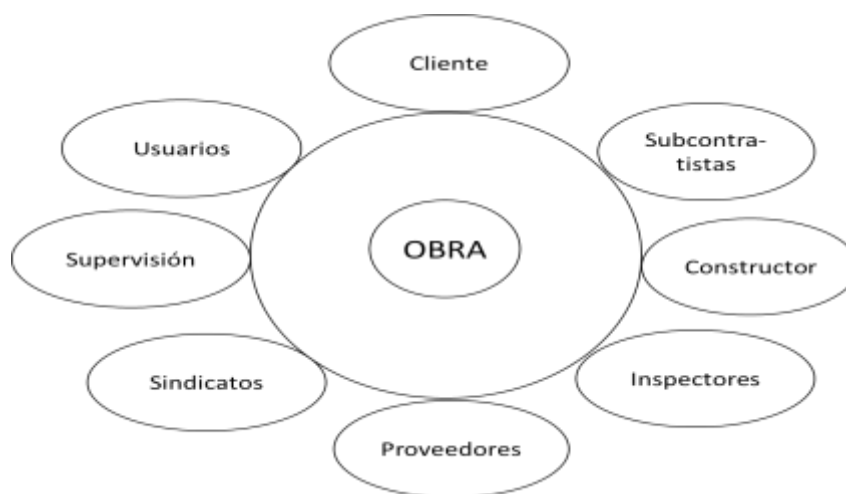 Cliente
Usuarios
Subcontra-
tistas
Supervisión
OBRA
Constructor
Sindicatos
Inspectores
Proveedores